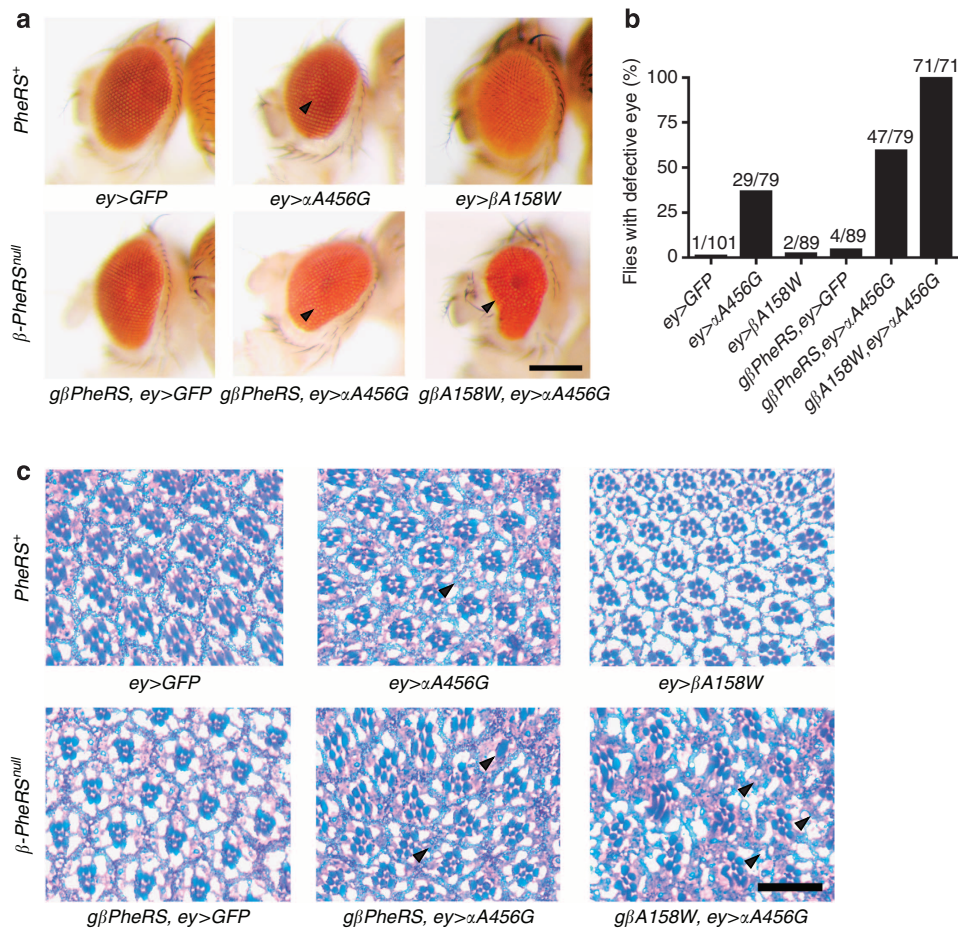 a
PheRS+
ey>GFP
ey>αA456G
ey>βA158W
β-PheRSnull
gβPheRS, ey>GFP
gβPheRS, ey>αA456G
gβA158W, ey>αA456G
b
Flies with defective eye (%)
100
75
50
25
0
1/101
29/79
2/89
4/89
47/79
71/71
ey>GFP
ey>αA456G
ey>βA158W
gβPheRS, ey>GFP
gβPheRS, ey>αA456G
gβA158W, ey>αA456G
c
PheRS+
ey>GFP
ey>αA456G
ey>βA158W
β-PheRSnull
gβPheRS, ey>GFP
gβPheRS, ey>αA456G
gβA158W, ey>αA456G